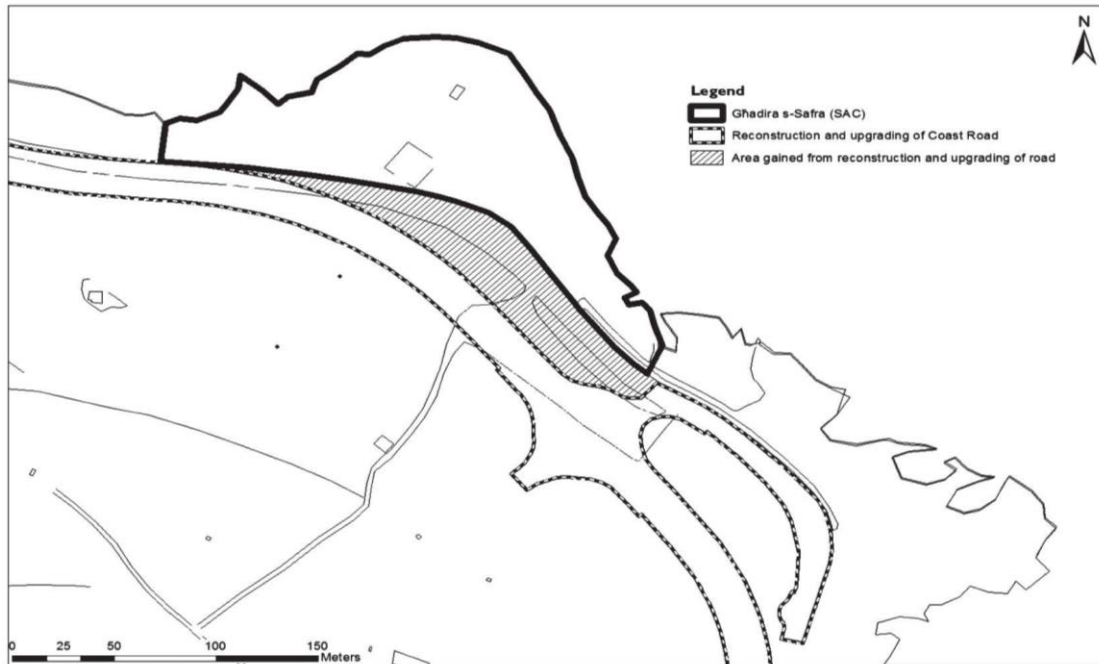 N
Legend
Għadira s-Safra (SAC)
Reconstruction and upgrading of Coast Road
Area gained from reconstruction and upgrading of road
0 25 50 100 150
Meters